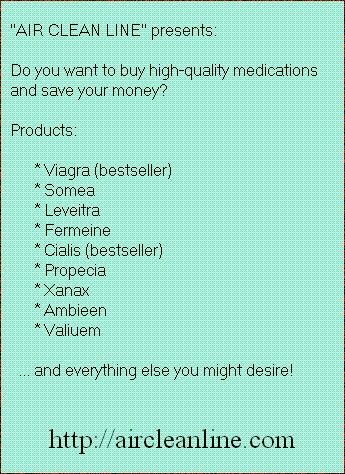 "AIR CLEAN LINE" presents:
Do you want to buy high-quality medications
and save your money?
Products:
* Viagra (bestseller)
* Somea
* Leveitra
* Fermeine
* Cialis (bestseller)
* Propecia
* Xanax
* Ambieen
* Valiuem
... and everything else you might desire!
http://aircleanline.com